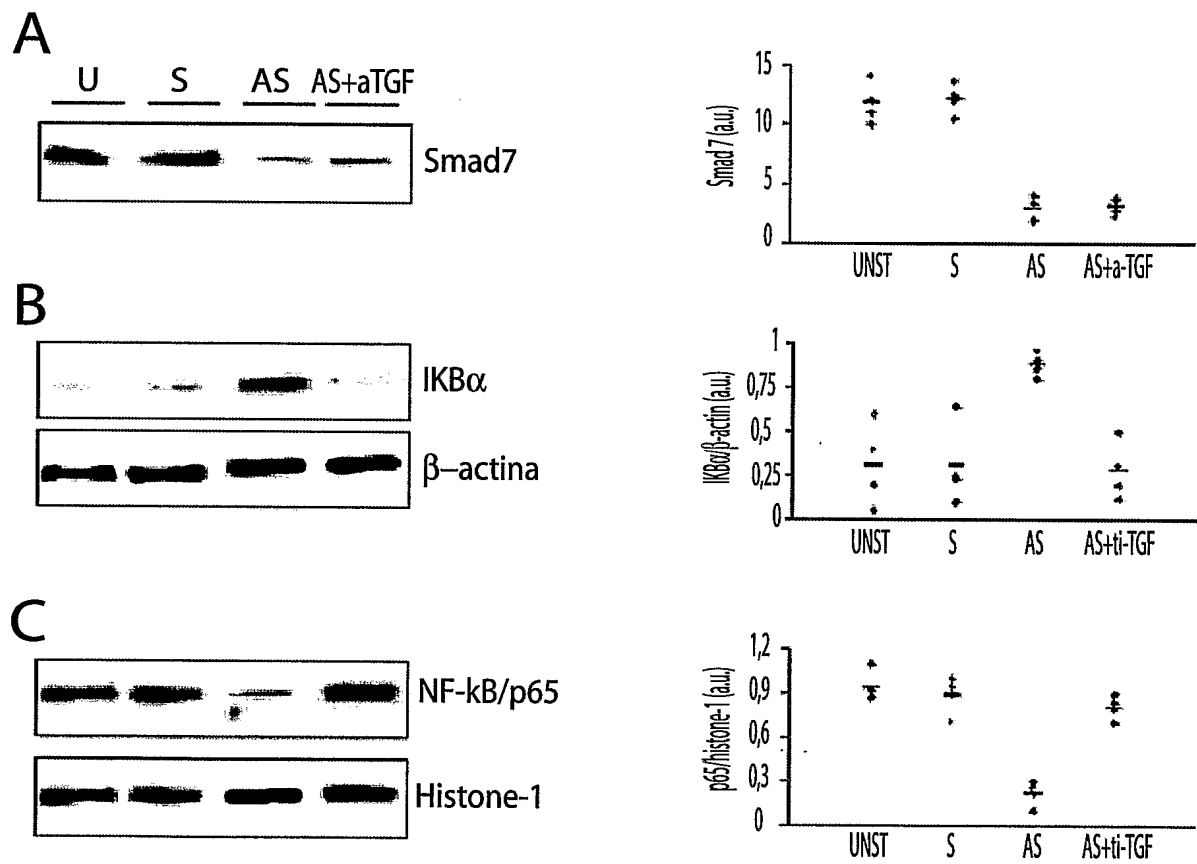 A
U S AS AS+aTGF
Smad7
Smad 7 (a.u.)
15
10
5
0
UNST S AS AS+a-TGF
B
IKBα
β–actina
IKBα/β-actin (a.u.)
1
0,75
0,5
0,25
0
UNST S AS AS+ti-TGF
C
NF-kB/p65
Histone-1
p65/histone-1 (a.u.)
1,2
0,9
0,6
0,3
0
UNST S AS AS+ti-TGF